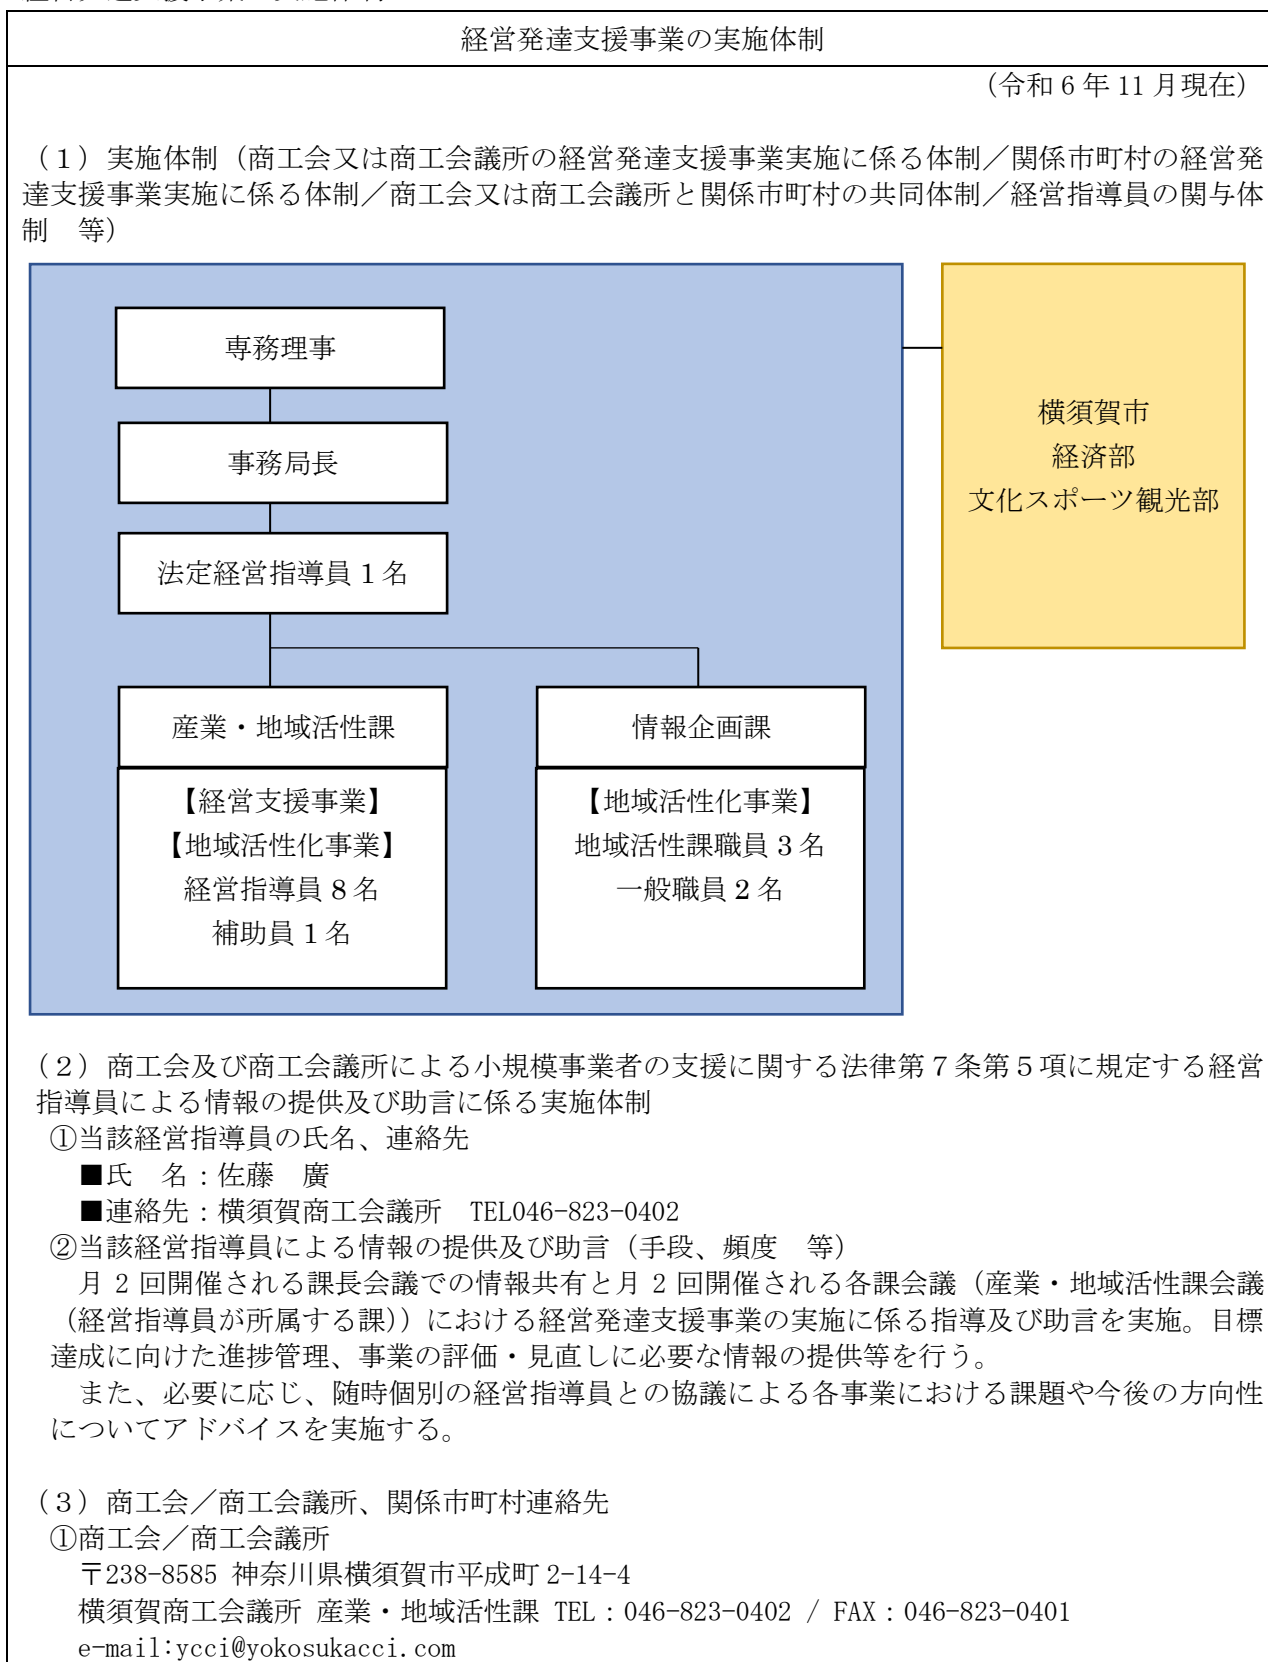 経営発達支援事業の実施体制
（令和 6 年 11 月現在）
（１）実施体制（商工会又は商工会議所の経営発達支援事業実施に係る体制／関係市町村の経営発
達支援事業実施に係る体制／商工会又は商工会議所と関係市町村の共同体制／経営指導員の関与体
制　等）
専務理事
事務局長
法定経営指導員 1 名
産業・地域活性課
【経営支援事業】
【地域活性化事業】
経営指導員 8 名
補助員 1 名
情報企画課
【地域活性化事業】
地域活性課職員 3 名
一般職員 2 名
横須賀市
経済部
文化スポーツ観光部
（２）商工会及び商工会議所による小規模事業者の支援に関する法律第７条第５項に規定する経営
指導員による情報の提供及び助言に係る実施体制
①当該経営指導員の氏名、連絡先
■氏　名：佐藤　廣
■連絡先：横須賀商工会議所　TEL046-823-0402
②当該経営指導員による情報の提供及び助言（手段、頻度　等）
月 2 回開催される課長会議での情報共有と月 2 回開催される各課会議（産業・地域活性課会議
（経営指導員が所属する課））における経営発達支援事業の実施に係る指導及び助言を実施。目標
達成に向けた進捗管理、事業の評価・見直しに必要な情報の提供等を行う。
また、必要に応じ、随時個別の経営指導員との協議による各事業における課題や今後の方向性
についてアドバイスを実施する。
（３）商工会／商工会議所、関係市町村連絡先
①商工会／商工会議所
〒238-8585 神奈川県横須賀市平成町 2-14-4
横須賀商工会議所 産業・地域活性課 TEL：046-823-0402 / FAX：046-823-0401
e-mail:ycci@yokosukacci.com